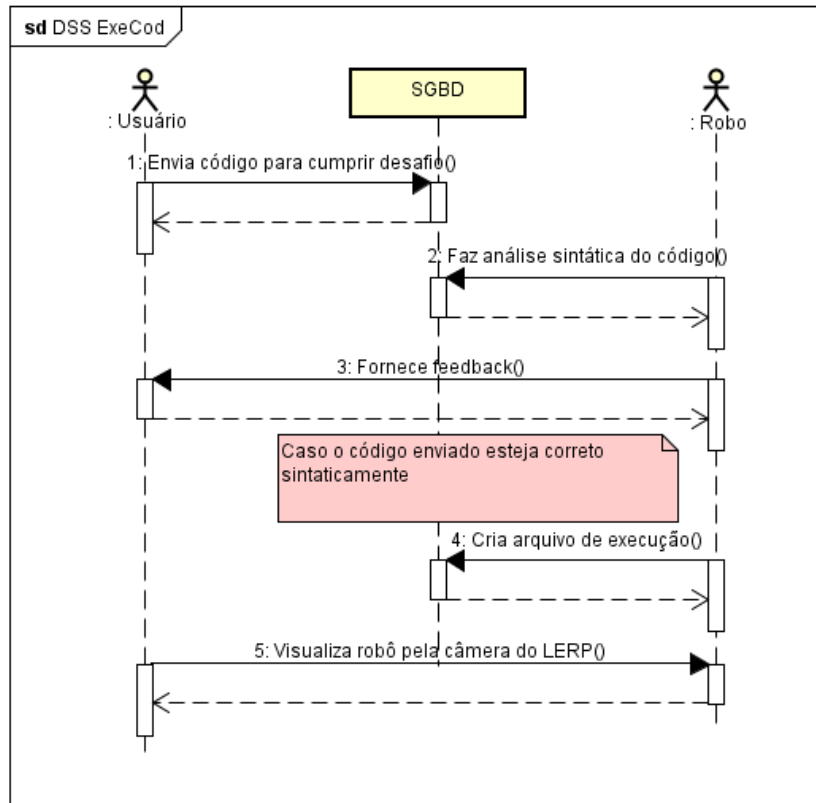 sd DSS ExeCod
SGBD
: Usuário
: Robo
1: Envia código para cumprir desafio()
2: Faz análise sintática do código()
3: Fornece feedback()
Caso o código enviado esteja correto
sintaticamente
4: Cria arquivo de execução()
5: Visualiza robô pela câmera do LERP()